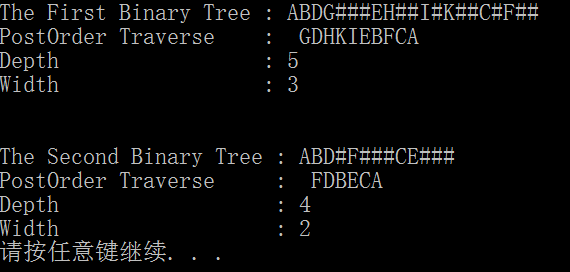 The First Binary Tree : ABDG###EH##I#K##C#F##
PostOrder Traverse   :  GDHKIEBFCA
Depth                : 5
Width                : 3
The Second Binary Tree : ABD#F###CE###
PostOrder Traverse    :  FDBECA
Depth                 : 4
Width                 : 2
请按任意键继续. . .